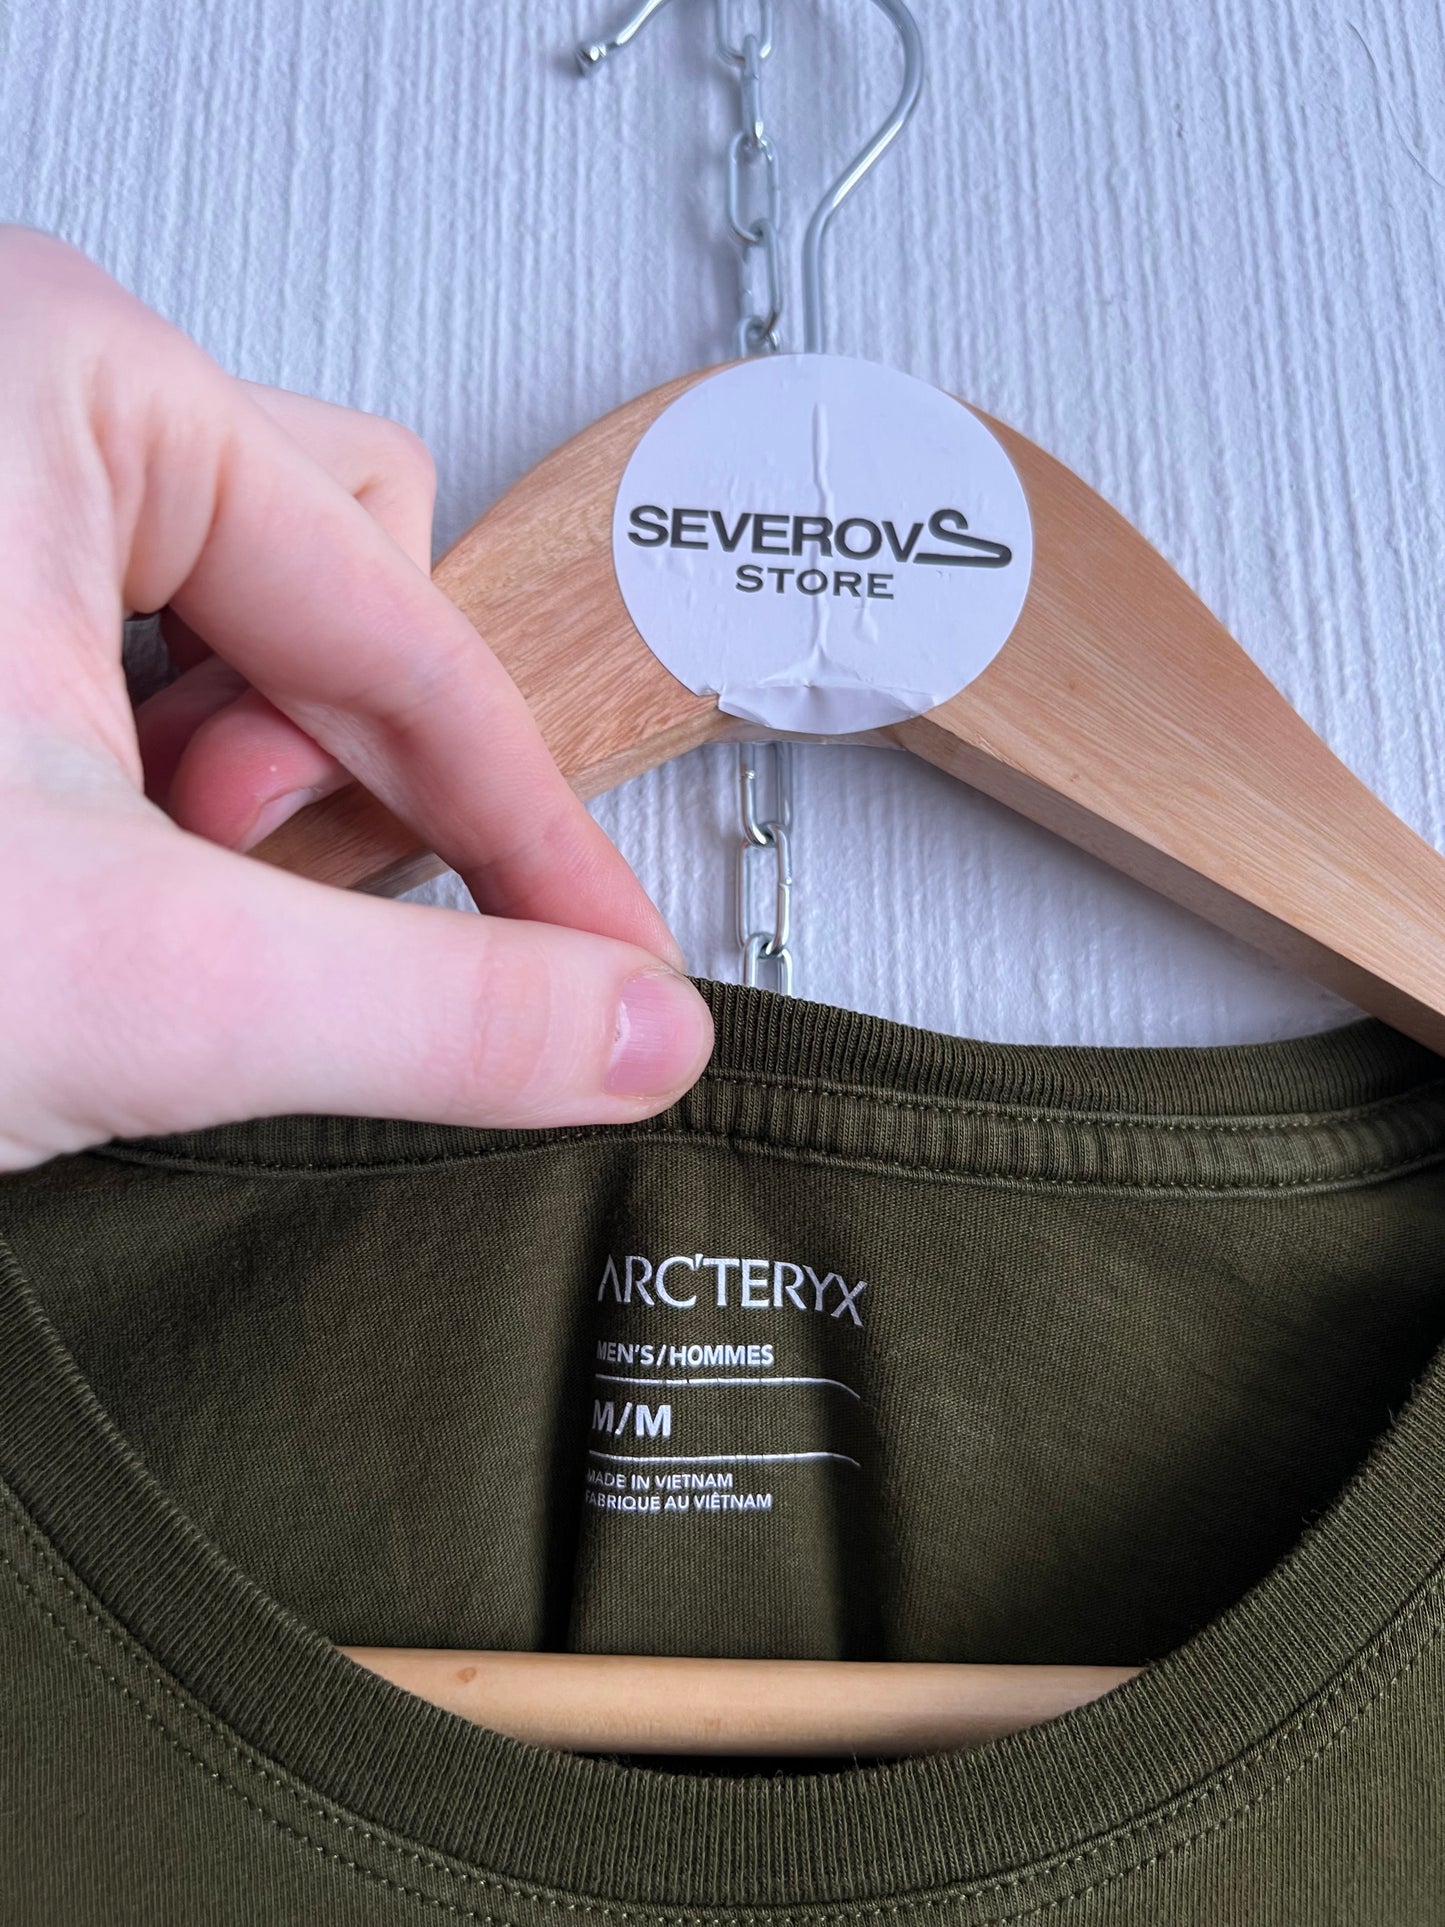 SEVEROVS
STORE
ARC'TERYX
MEN'S/HOMMES
M/M
MADE IN VIETNAM
FABRIQUE AU VIÊTNAM